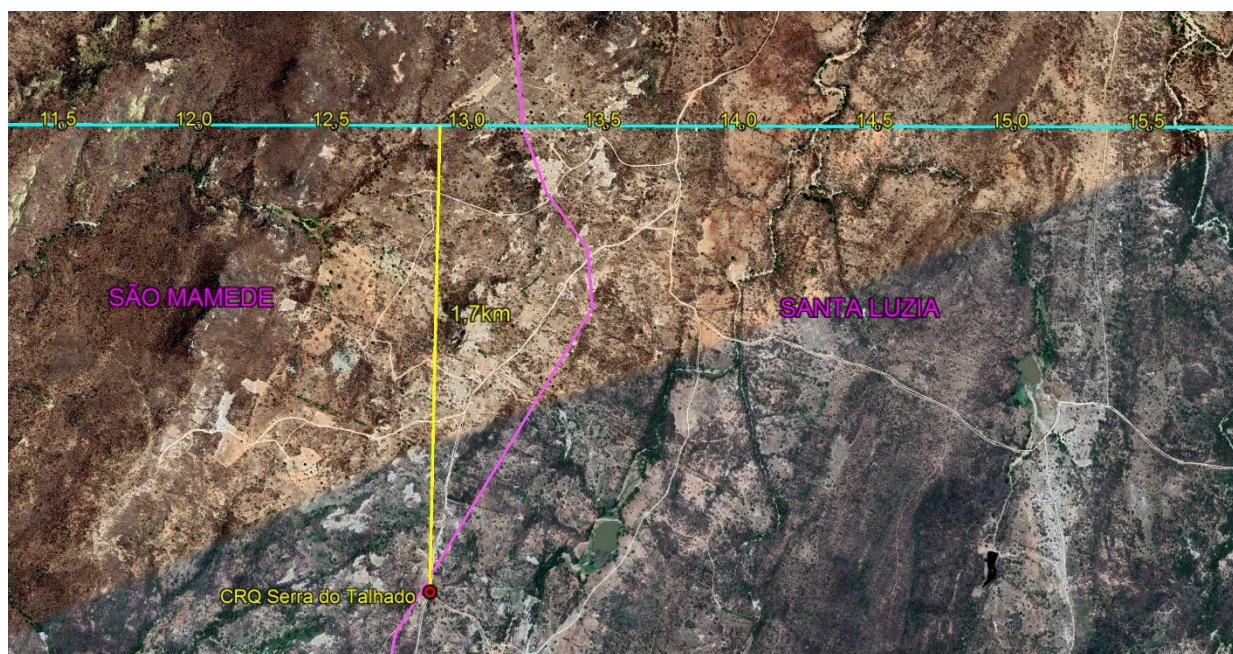 11,5 12,0 12,5 13,0 13,5 14,0 14,5 15,0 15,5
SÃO MAMEDE
1,7km
SANTA LUZIA
CRQ Serra do Talhado